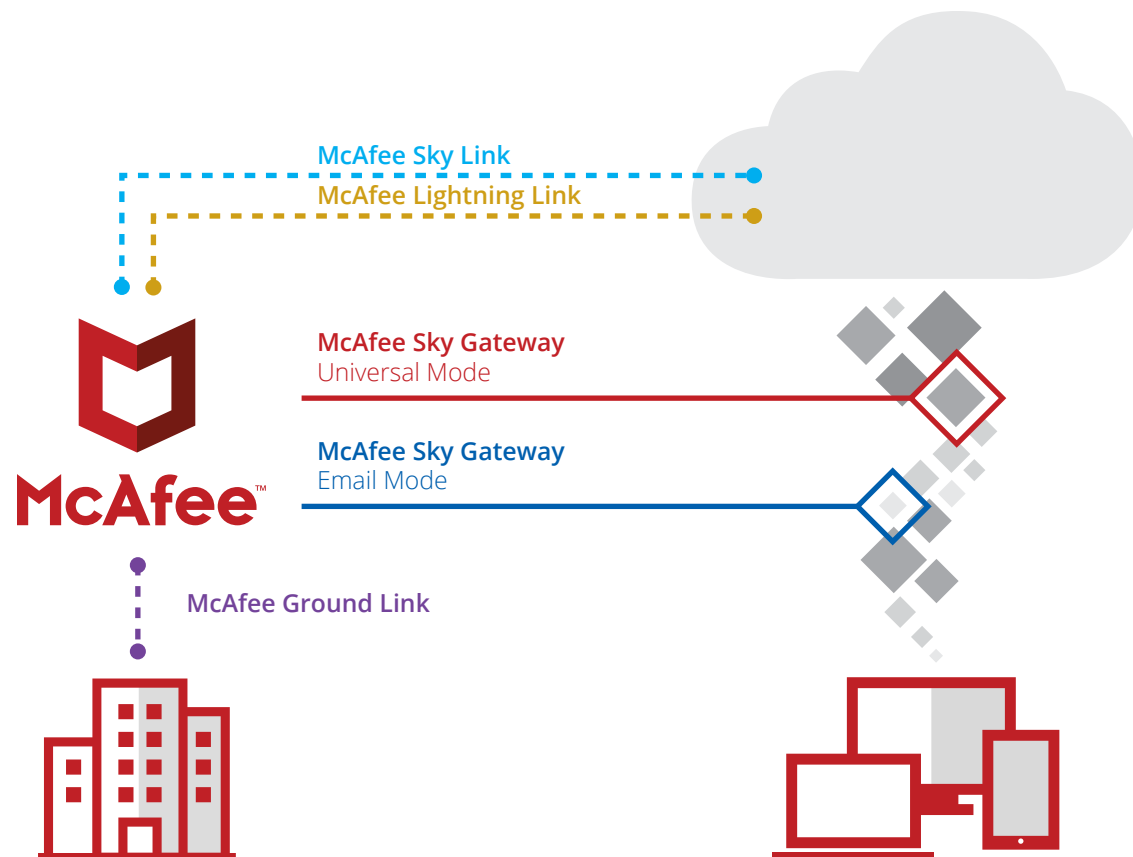 McAfee Sky Link
McAfee Lightning Link
McAfee Sky Gateway
Universal Mode
McAfee Sky Gateway
Email Mode
McAfee™
McAfee Ground Link